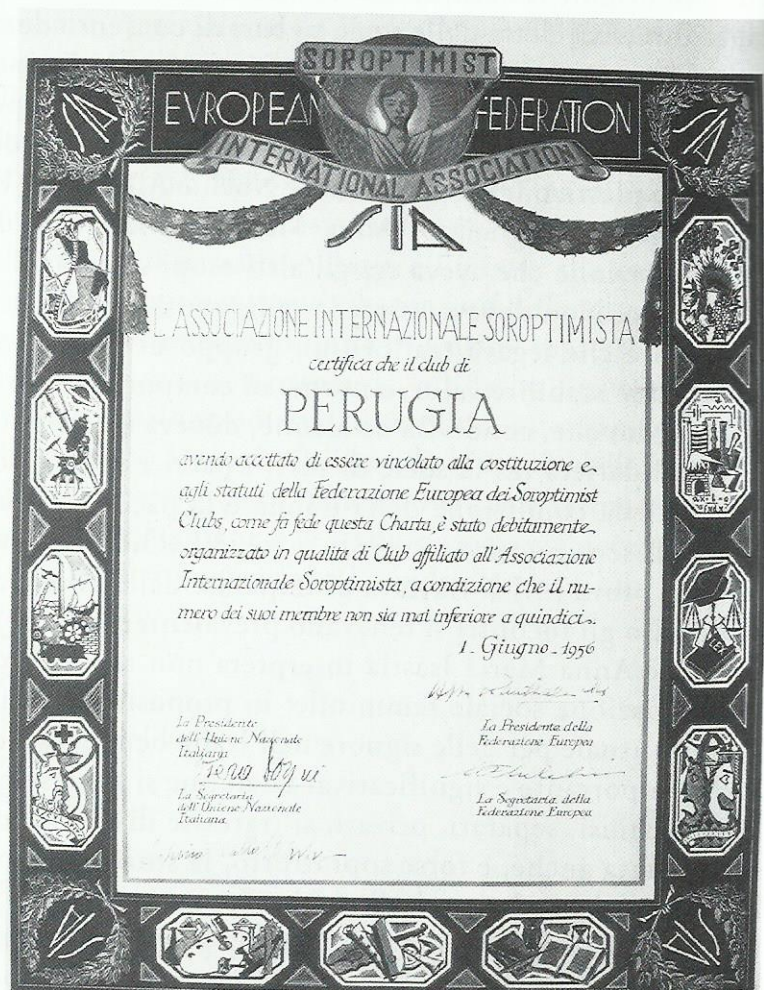 SOROPTIMIST
EVROPEAN FEDERATION
INTERNATIONAL ASSOCIATION
SIA
L'ASSOCIAZIONE INTERNAZIONALE SOROPTIMISTA
certifica che il club di
PERUGIA
avendo accettato di essere vincolato alla costituzione e
agli statuti della Federazione Europea dei Soroptimist
Clubs, come fa fede questa Charta, è stato debitamente
organizzato in qualita di Club affiliato all'Associazione
Internazionale Soroptimista, a condizione che il nu-
mero dei suoi membre non sia mai inferiore a quindici.
1 - Giugno - 1956
La Presidente
dell'Unione Nazionale
Italiana
La Segretaria
dell'Unione Nazionale
Italiana
La Presidente della
Federazione Europea
La Segretaria della
Federazione Europea
LEX